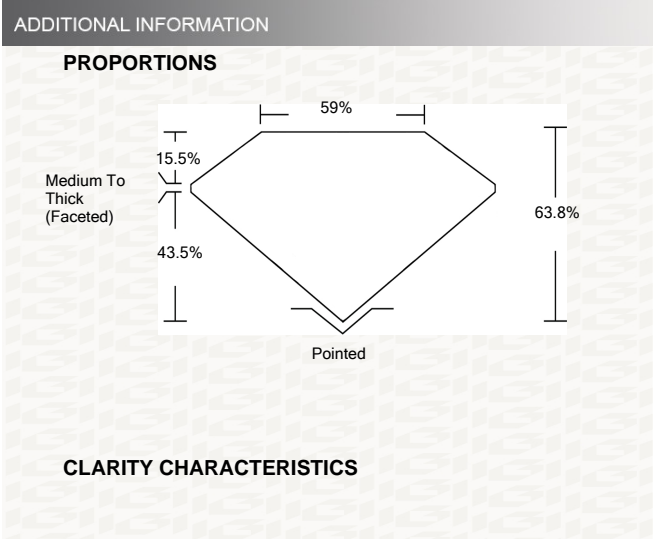 ADDITIONAL INFORMATION
PROPORTIONS
59%
15.5%
Medium To
Thick
(Faceted)
63.8%
43.5%
Pointed
CLARITY CHARACTERISTICS